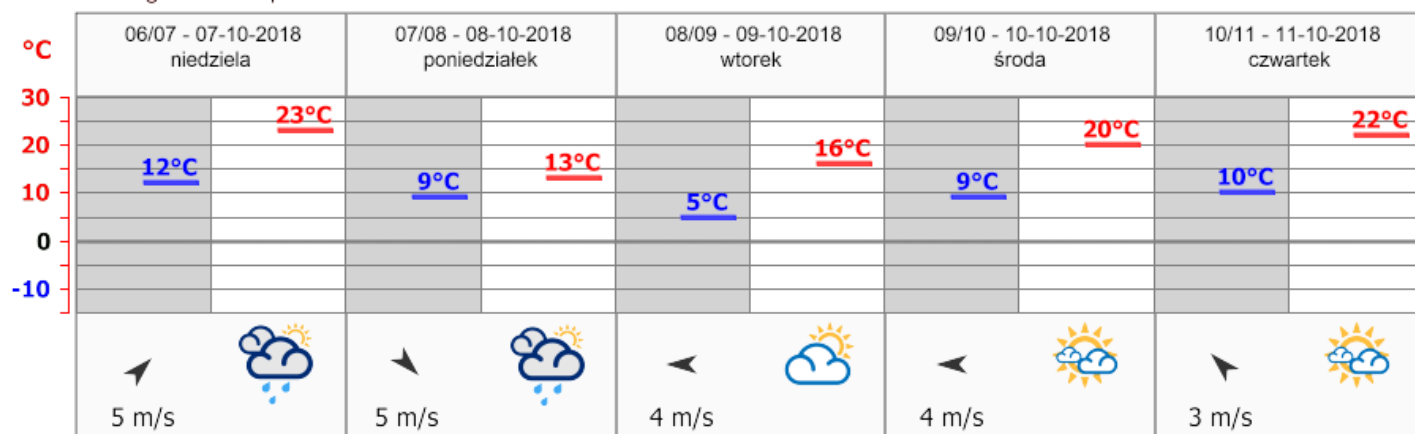 06/07 - 07-10-2018
niedziela
07/08 - 08-10-2018
poniedziałek
08/09 - 09-10-2018
wtorek
09/10 - 10-10-2018
środa
10/11 - 11-10-2018
czwartek
°C
30
20
10
0
-10
12°C
23°C
9°C
13°C
5°C
16°C
9°C
20°C
10°C
22°C
5 m/s
5 m/s
4 m/s
4 m/s
3 m/s